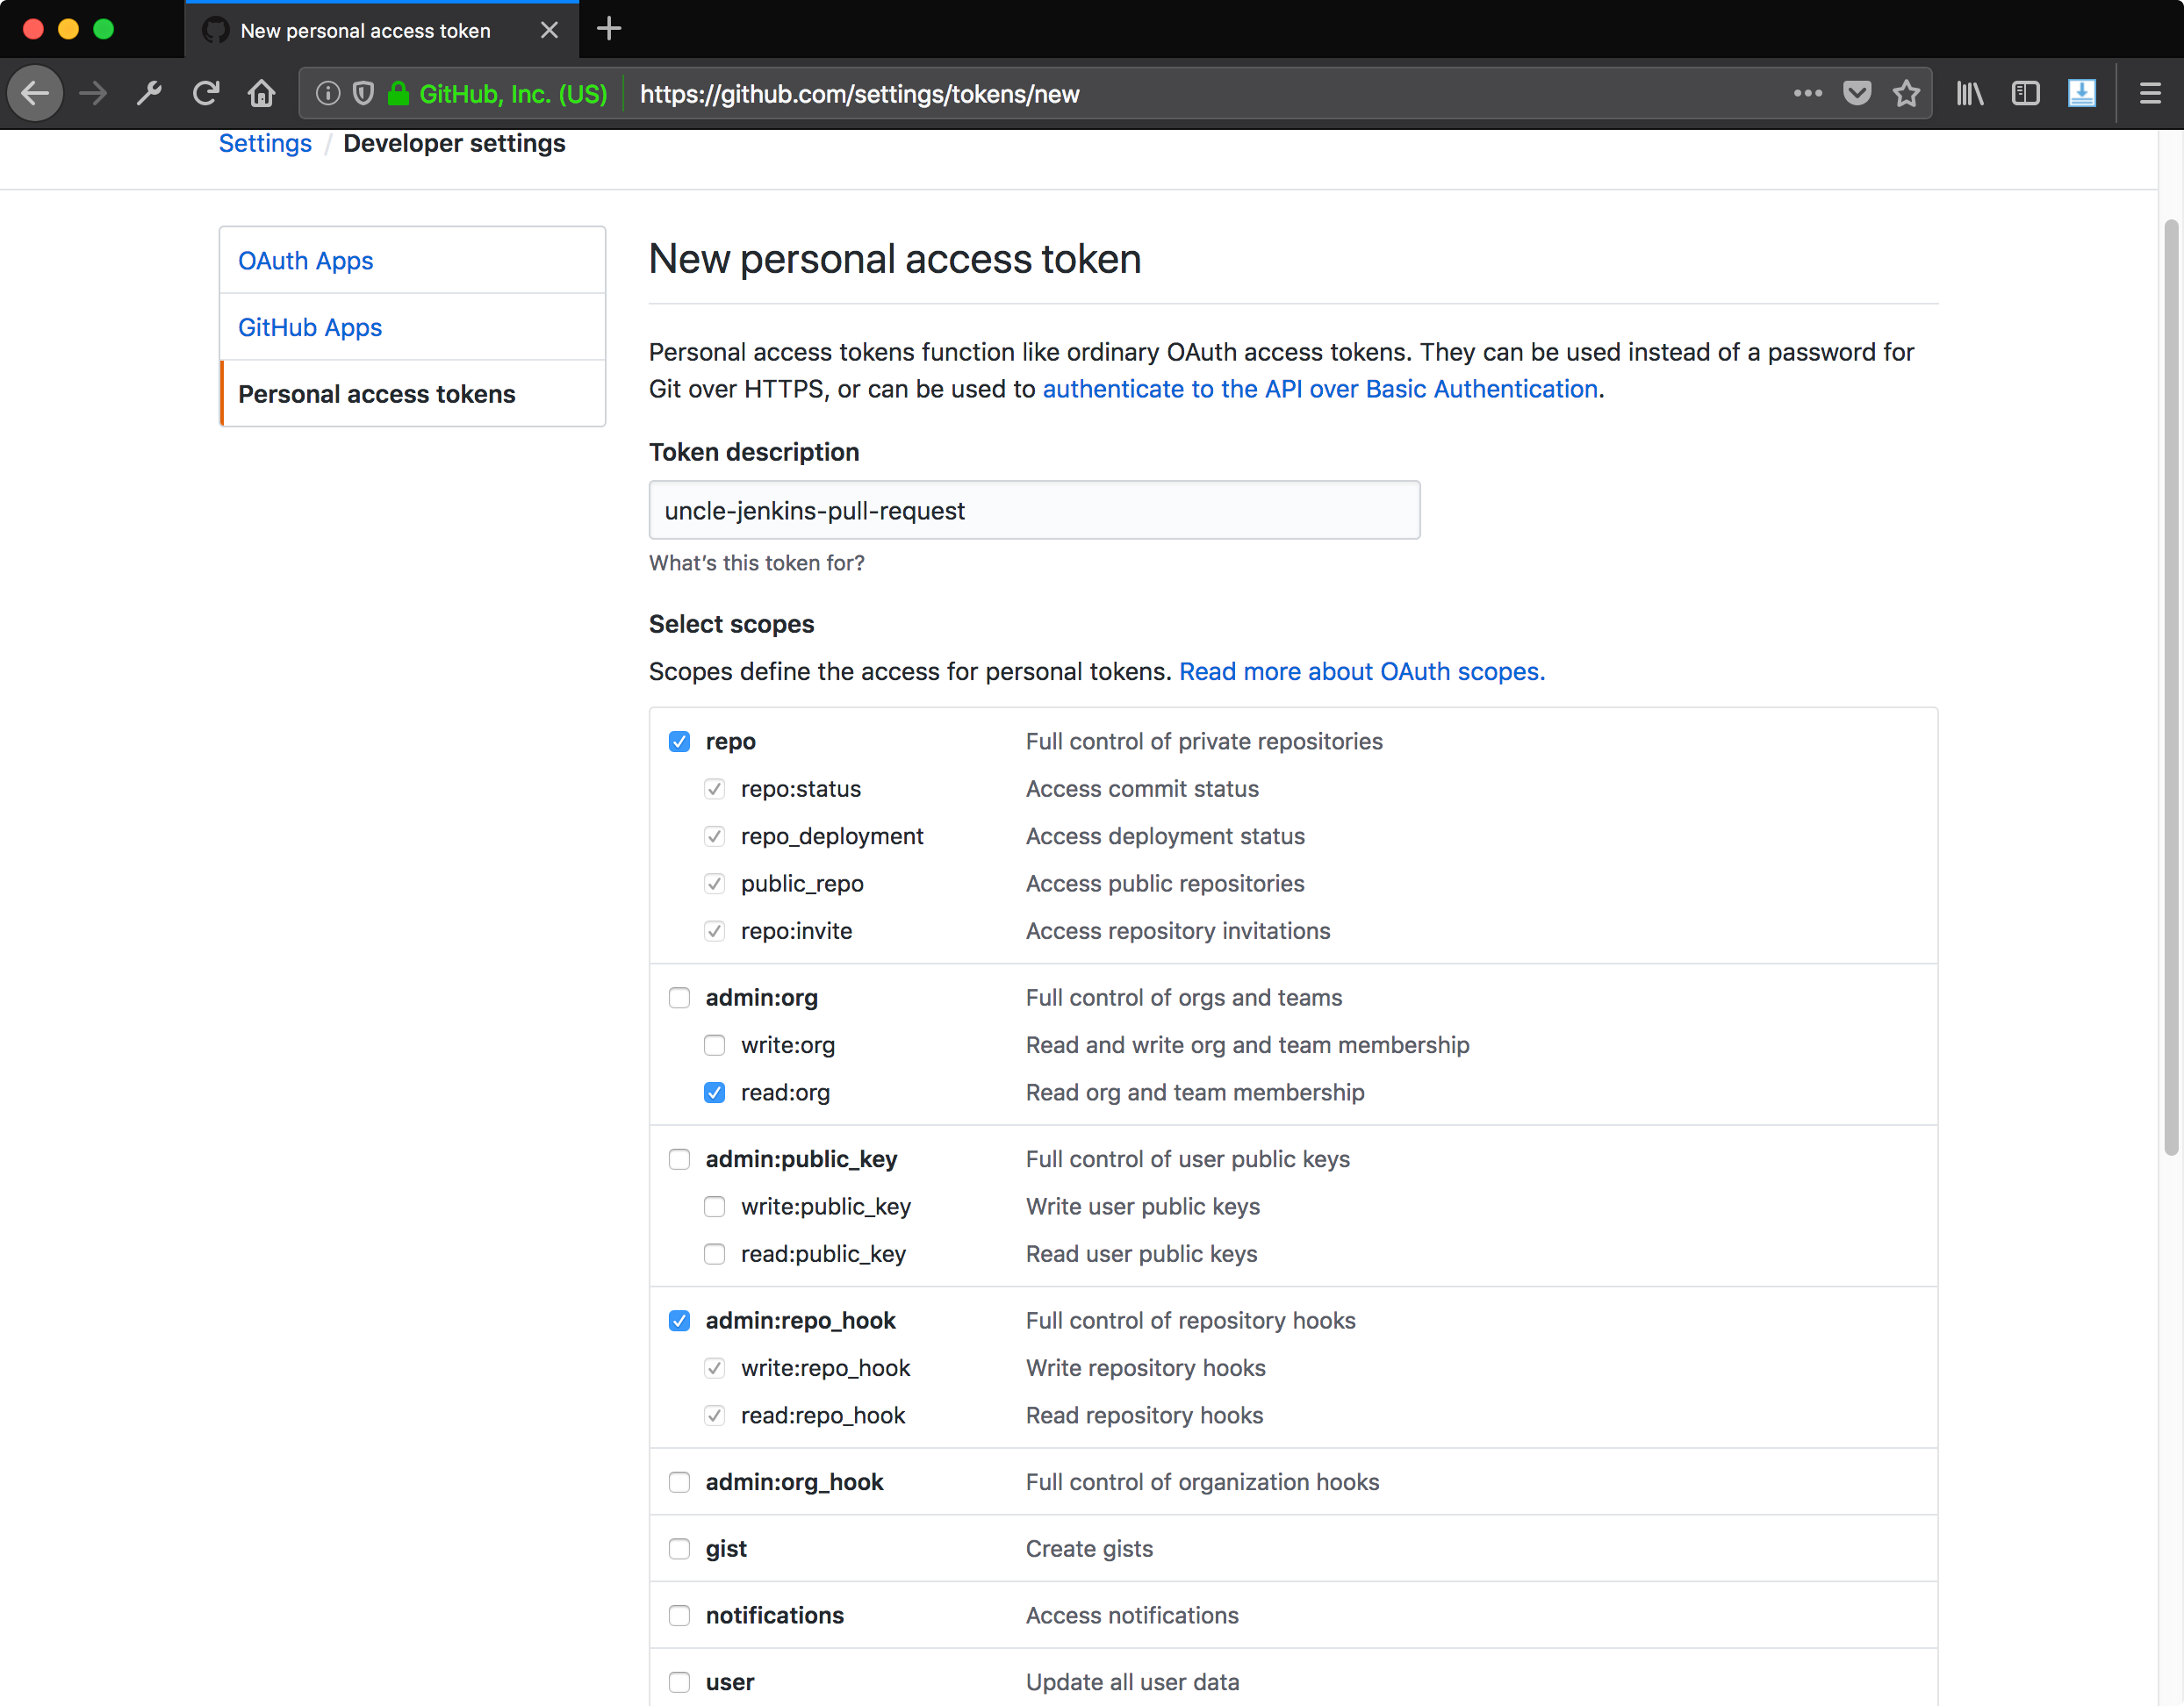 New personal access token
GitHub, Inc. (US) https://github.com/settings/tokens/new
Settings / Developer settings
OAuth Apps
GitHub Apps
Personal access tokens
New personal access token
Personal access tokens function like ordinary OAuth access tokens. They can be used instead of a password for
Git over HTTPS, or can be used to authenticate to the API over Basic Authentication.
Token description
uncle-jenkins-pull-request
What's this token for?
Select scopes
Scopes define the access for personal tokens. Read more about OAuth scopes.
repo Full control of private repositories
repo:status Access commit status
repo_deployment Access deployment status
public_repo Access public repositories
repo:invite Access repository invitations
admin:org Full control of orgs and teams
write:org Read and write org and team membership
read:org Read org and team membership
admin:public_key Full control of user public keys
write:public_key Write user public keys
read:public_key Read user public keys
admin:repo_hook Full control of repository hooks
write:repo_hook Write repository hooks
read:repo_hook Read repository hooks
admin:org_hook Full control of organization hooks
gist Create gists
notifications Access notifications
user Update all user data